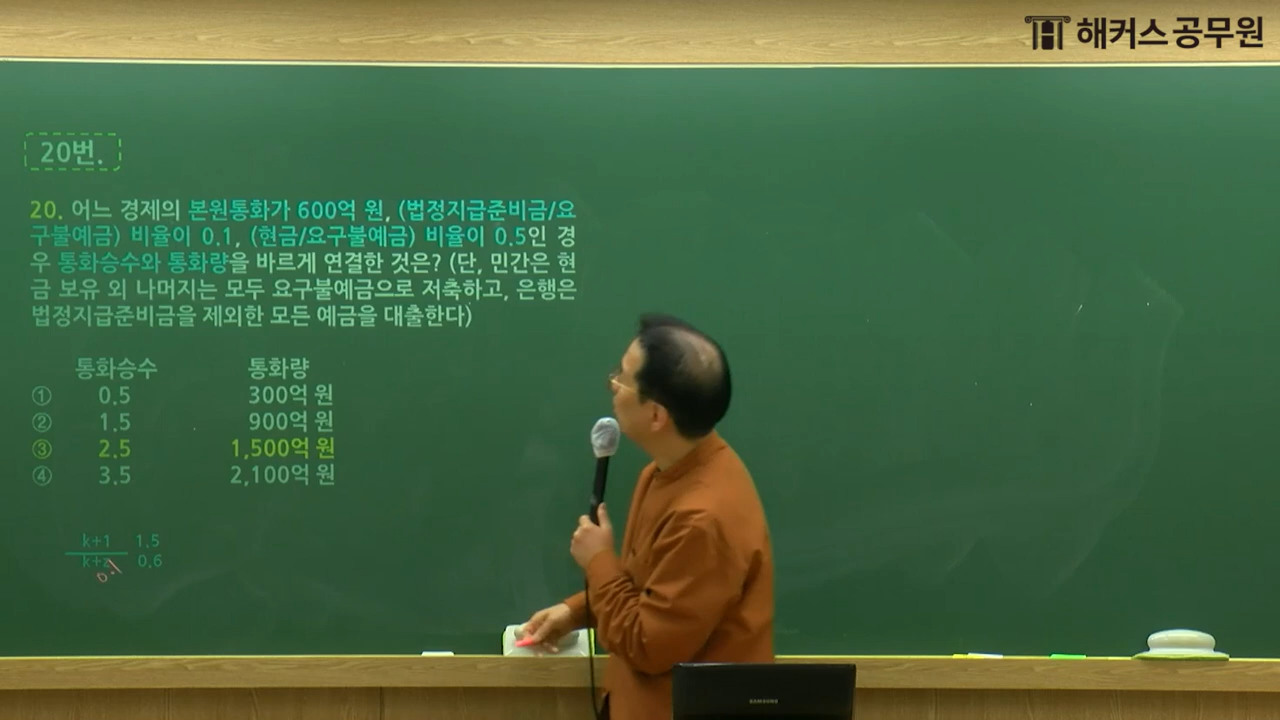 해커스공무원
20번.
20. 어느 경제의 본원통화가 600억 원, (법정지급준비금/요
구불예금) 비율이 0.1, (현금/요구불예금) 비율이 0.5인 경
우 통화승수와 통화량을 바르게 연결한 것은? (단, 민간은 현
금 보유 외 나머지는 모두 요구불예금으로 저축하고, 은행은
법정지급준비금을 제외한 모든 예금을 대출한다)
통화승수 통화량
① 0.5 300억 원
② 1.5 900억 원
③ 2.5 1,500억 원
④ 3.5 2,100억 원
k+1 1.5
k+z 0.6
0.1
SAMSUNG